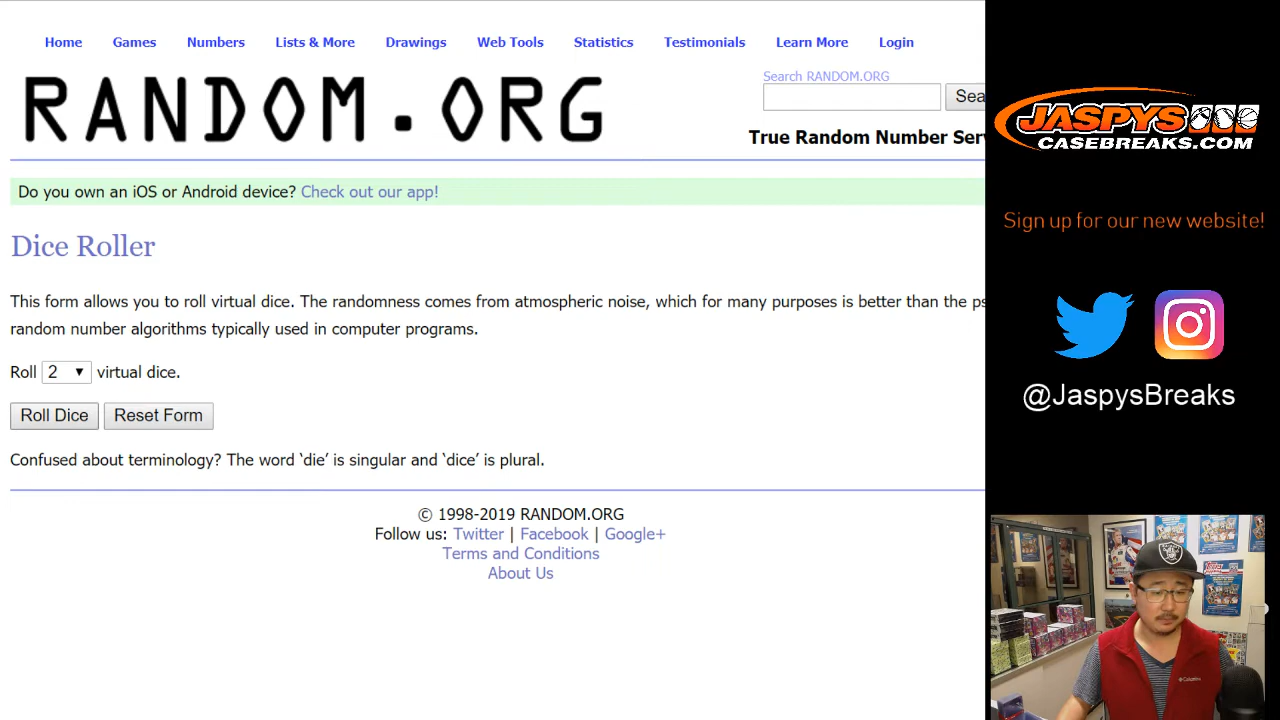 Home Games Numbers Lists & More Drawings Web Tools Statistics Testimonials Learn More Login
RANDOM.ORG
Search RANDOM.ORG
Sea
True Random Number Ser
Do you own an iOS or Android device? Check out our app!
Dice Roller
This form allows you to roll virtual dice. The randomness comes from atmospheric noise, which for many purposes is better than the ps
random number algorithms typically used in computer programs.
Roll 2 virtual dice.
Roll Dice Reset Form
Confused about terminology? The word ‘die’ is singular and ‘dice’ is plural.
© 1998-2019 RANDOM.ORG
Follow us: Twitter | Facebook | Google+
Terms and Conditions
About Us
JASPYS
CASEBREAKS.COM
Sign up for our new website!
@JaspysBreaks
Columbia